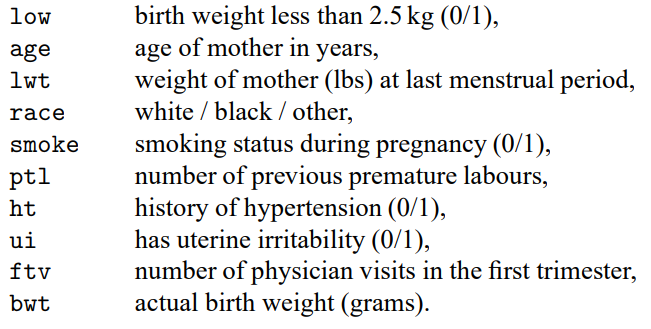 low birth weight less than 2.5 kg (0/1),
age age of mother in years,
lwt weight of mother (lbs) at last menstrual period,
race white / black / other,
smoke smoking status during pregnancy (0/1),
ptl number of previous premature labours,
ht history of hypertension (0/1),
ui has uterine irritability (0/1),
ftv number of physician visits in the first trimester,
bwt actual birth weight (grams).